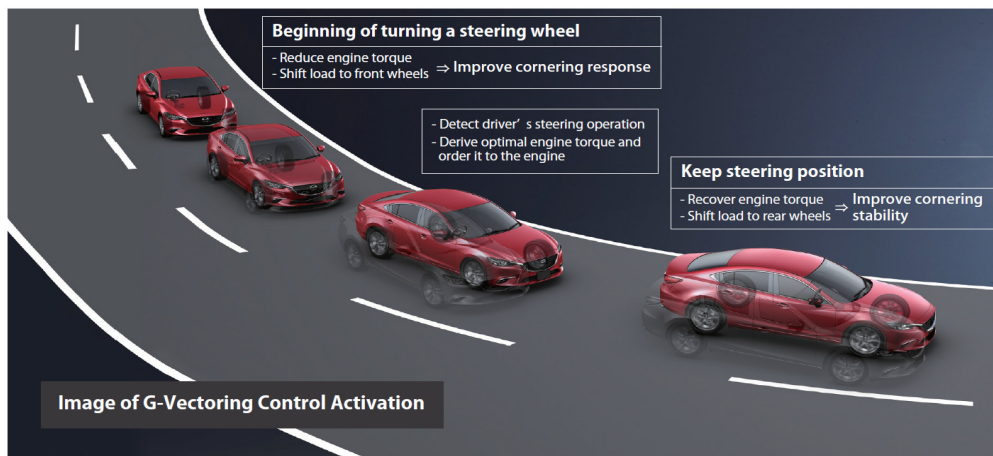 Beginning of turning a steering wheel
- Reduce engine torque
- Shift load to front wheels ⇒ Improve cornering response
- Detect driver’ s steering operation
- Derive optimal engine torque and
order it to the engine
Keep steering position
- Recover engine torque
- Shift load to rear wheels ⇒ Improve cornering
stability
Image of G-Vectoring Control Activation